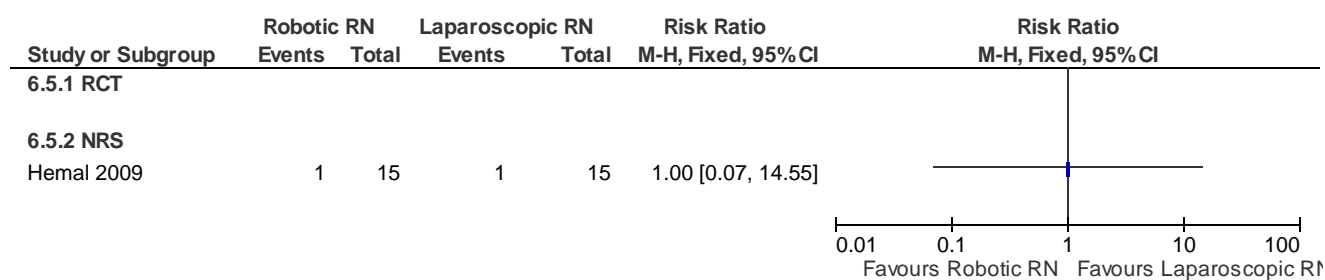 Robotic RN Laparoscopic RN Risk Ratio Risk Ratio
Study or Subgroup Events Total Events Total M-H, Fixed, 95%CI M-H, Fixed, 95%CI
6.5.1 RCT
6.5.2 NRS
Hemal 2009 1 15 1 15 1.00 [0.07, 14.55]
0.01 0.1 1 10 100
Favours Robotic RN Favours Laparoscopic RN